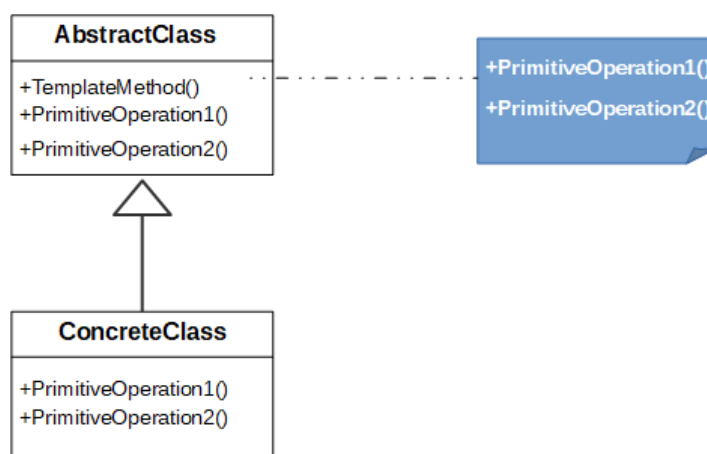 AbstractClass
+TemplateMethod()
+PrimitiveOperation1()
+PrimitiveOperation2()
+PrimitiveOperation1()
+PrimitiveOperation2()
ConcreteClass
+PrimitiveOperation1()
+PrimitiveOperation2()